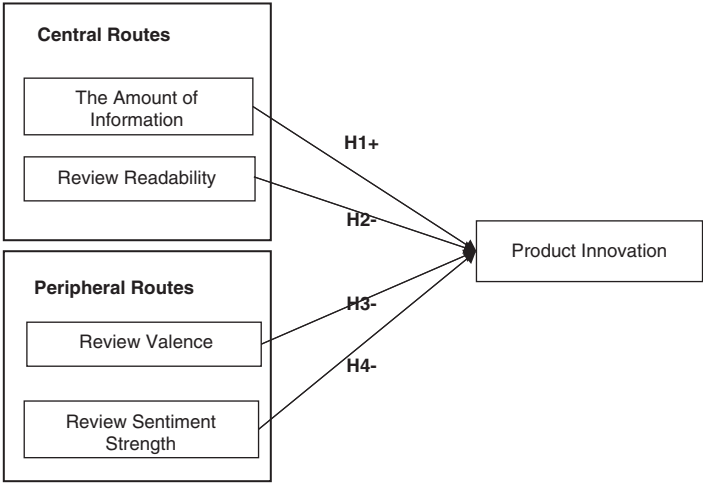 Central Routes
The Amount of
Information
Review Readability
H1+
H2-
Product Innovation
Peripheral Routes
Review Valence
Review Sentiment
Strength
H3-
H4-